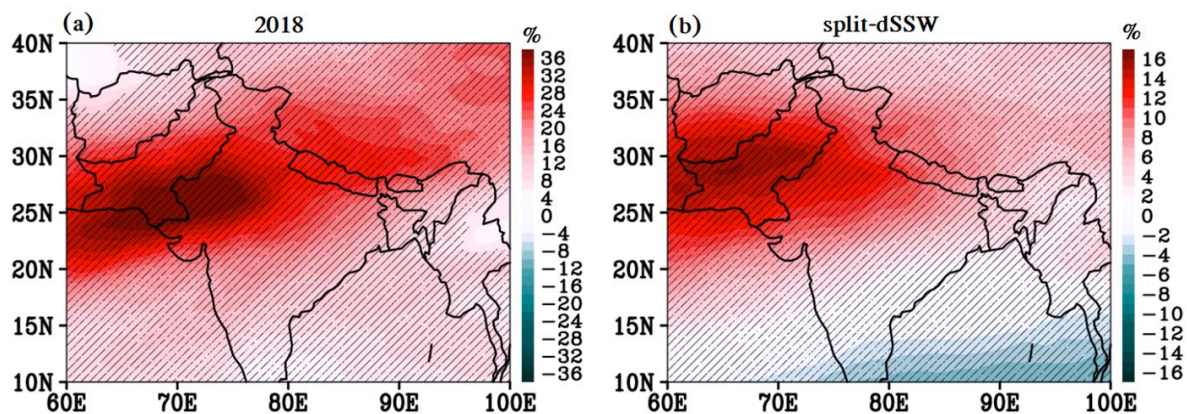 (a) 2018 %
40N
35N
30N
25N
20N
15N
10N
60E 70E 80E 90E 100E
36
32
28
24
20
16
12
8
4
0
-4
-8
-12
-16
-20
-24
-28
-32
-36
(b) split-dSSW %
40N
35N
30N
25N
20N
15N
10N
60E 70E 80E 90E 100E
16
14
12
10
8
6
4
2
0
-2
-4
-6
-8
-10
-12
-14
-16